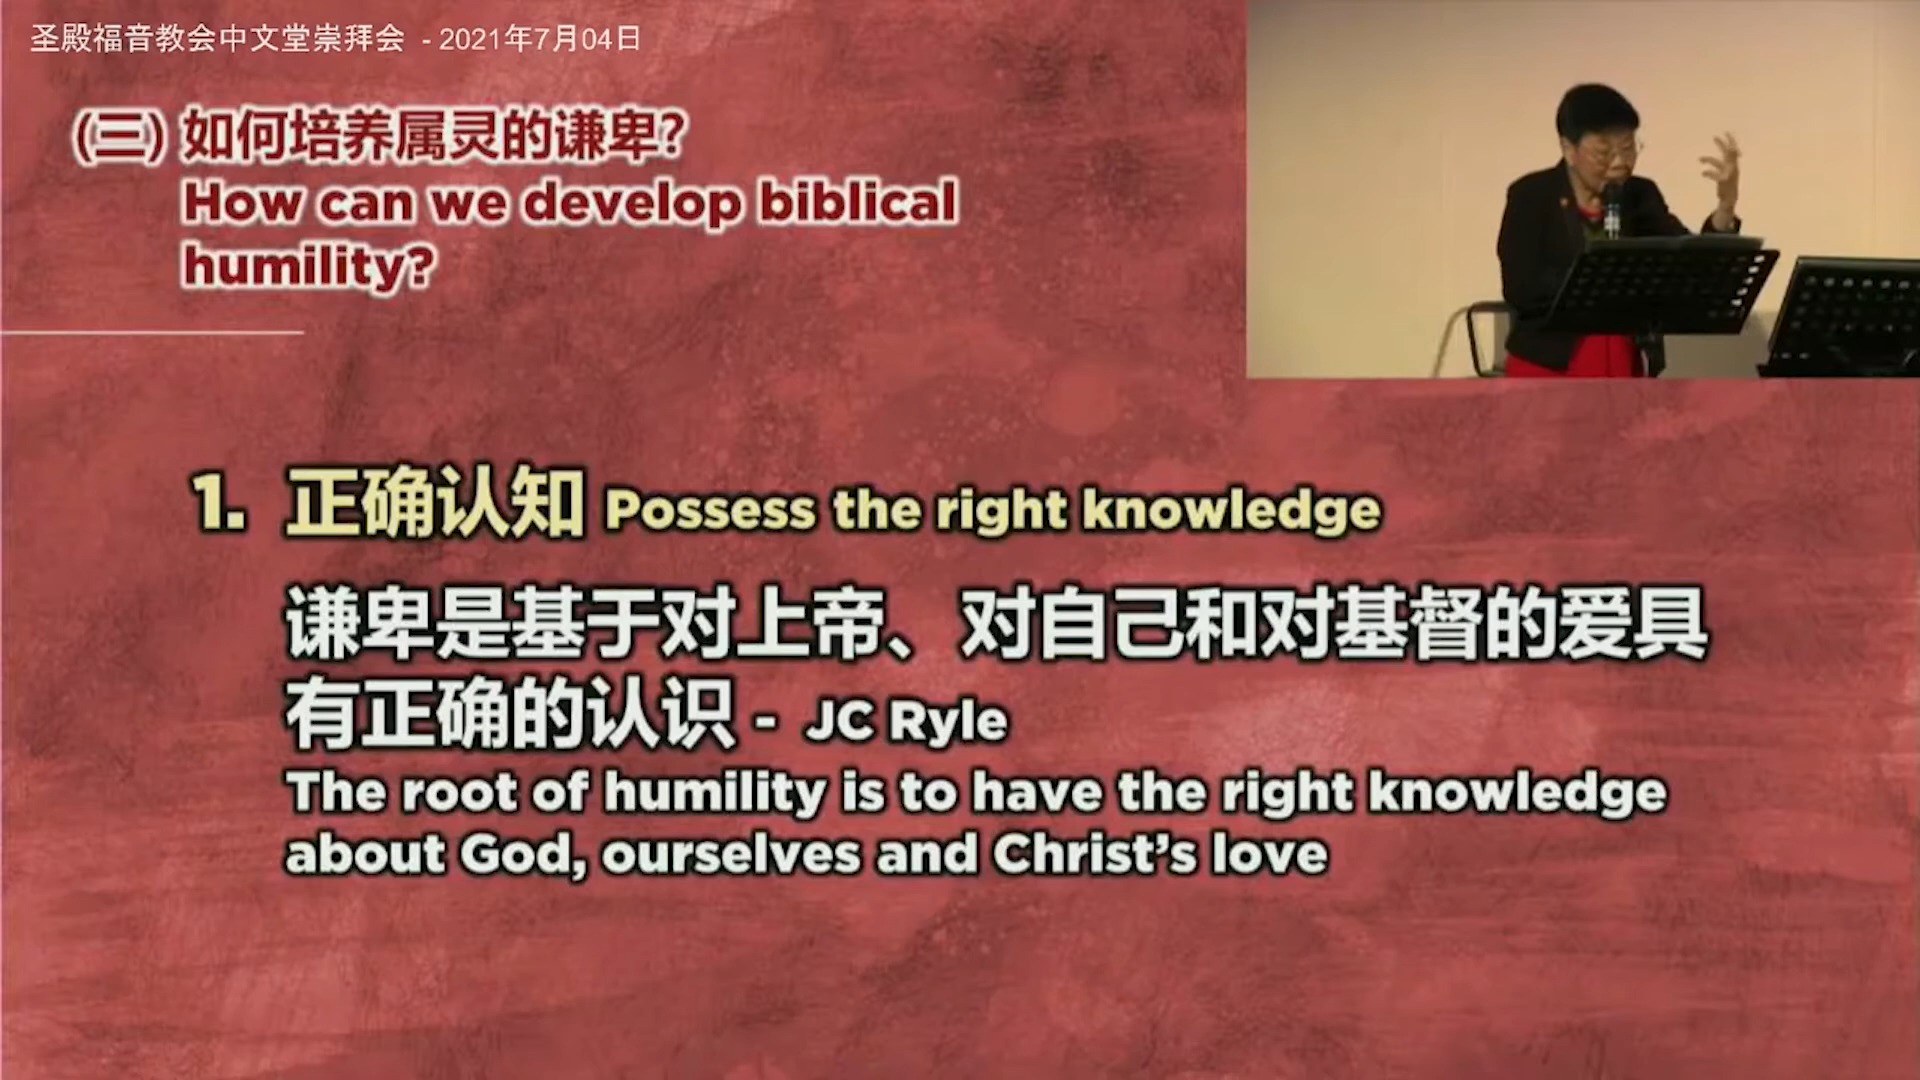 圣殿福音教会中文堂崇拜会 - 2021年7月04日
(三) 如何培养属灵的谦卑?
How can we develop biblical
humility?
1. 正确认知 Possess the right knowledge
谦卑是基于对上帝、对自己和对基督的爱具
有正确的认识 - JC Ryle
The root of humility is to have the right knowledge
about God, ourselves and Christ's love